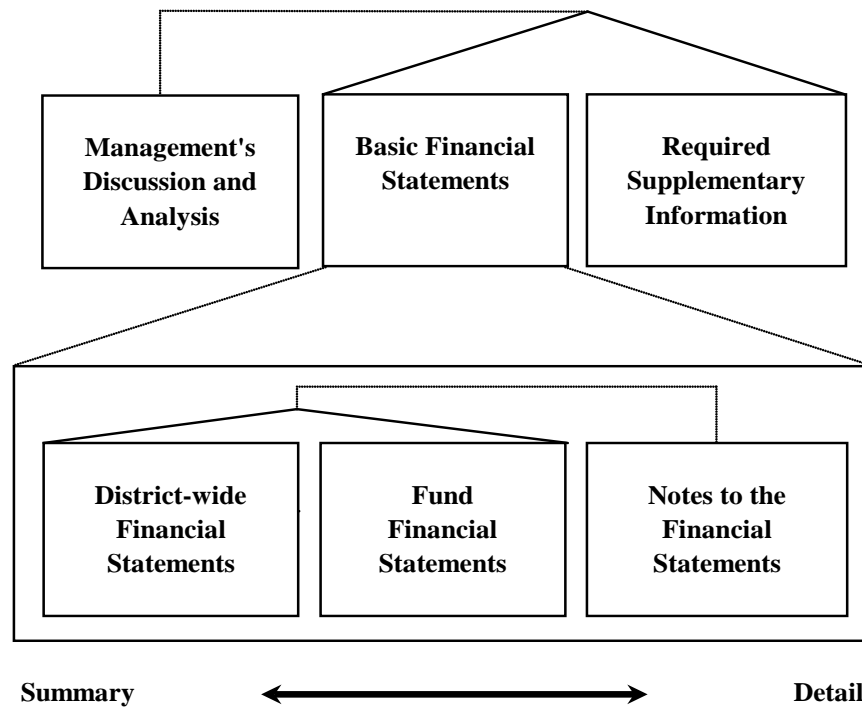 Management's
Discussion and
Analysis
Basic Financial
Statements
Required
Supplementary
Information
District-wide
Financial
Statements
Fund
Financial
Statements
Notes to the
Financial
Statements
Summary
Detail